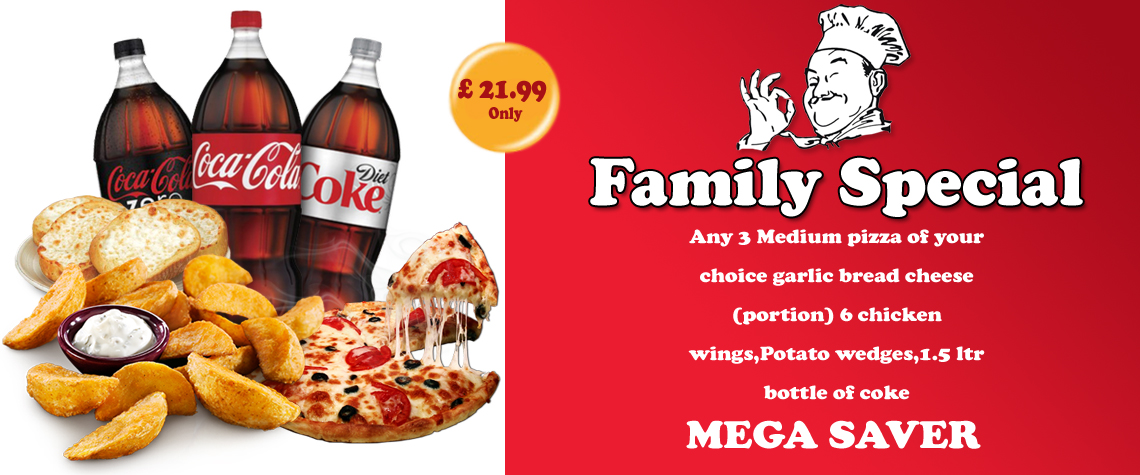 Coca-Cola
zero
Coca-Cola
Diet
Coke
£ 21.99
Only
Family Special
Any 3 Medium pizza of your
choice garlic bread cheese
(portion) 6 chicken
wings,Potato wedges,1.5 ltr
bottle of coke
MEGA SAVER